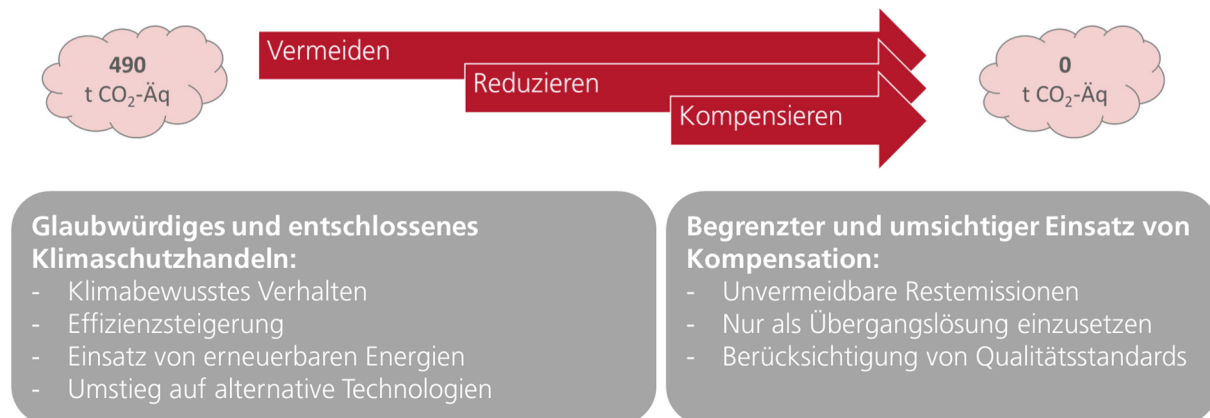 490
t CO₂-Äq
Vermeiden
Reduzieren
Kompensieren
0
t CO₂-Äq
Glaubwürdiges und entschlossenes
Klimaschutzhandeln:
- Klimabewusstes Verhalten
- Effizienzsteigerung
- Einsatz von erneuerbaren Energien
- Umstieg auf alternative Technologien
Begrenzter und umsichtiger Einsatz von
Kompensation:
- Unvermeidbare Restemissionen
- Nur als Übergangslösung einzusetzen
- Berücksichtigung von Qualitätsstandards